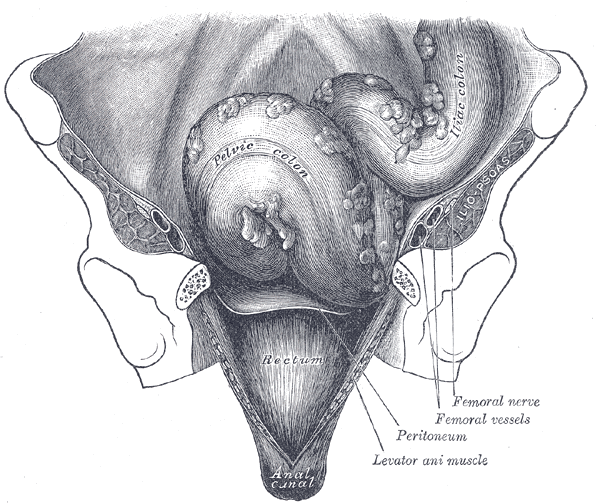 Iliac colon
Pelvic colon
ILIO-PSOAS
Rectum
Femoral nerve
Femoral vessels
Peritoneum
Levator ani muscle
Anal
canal